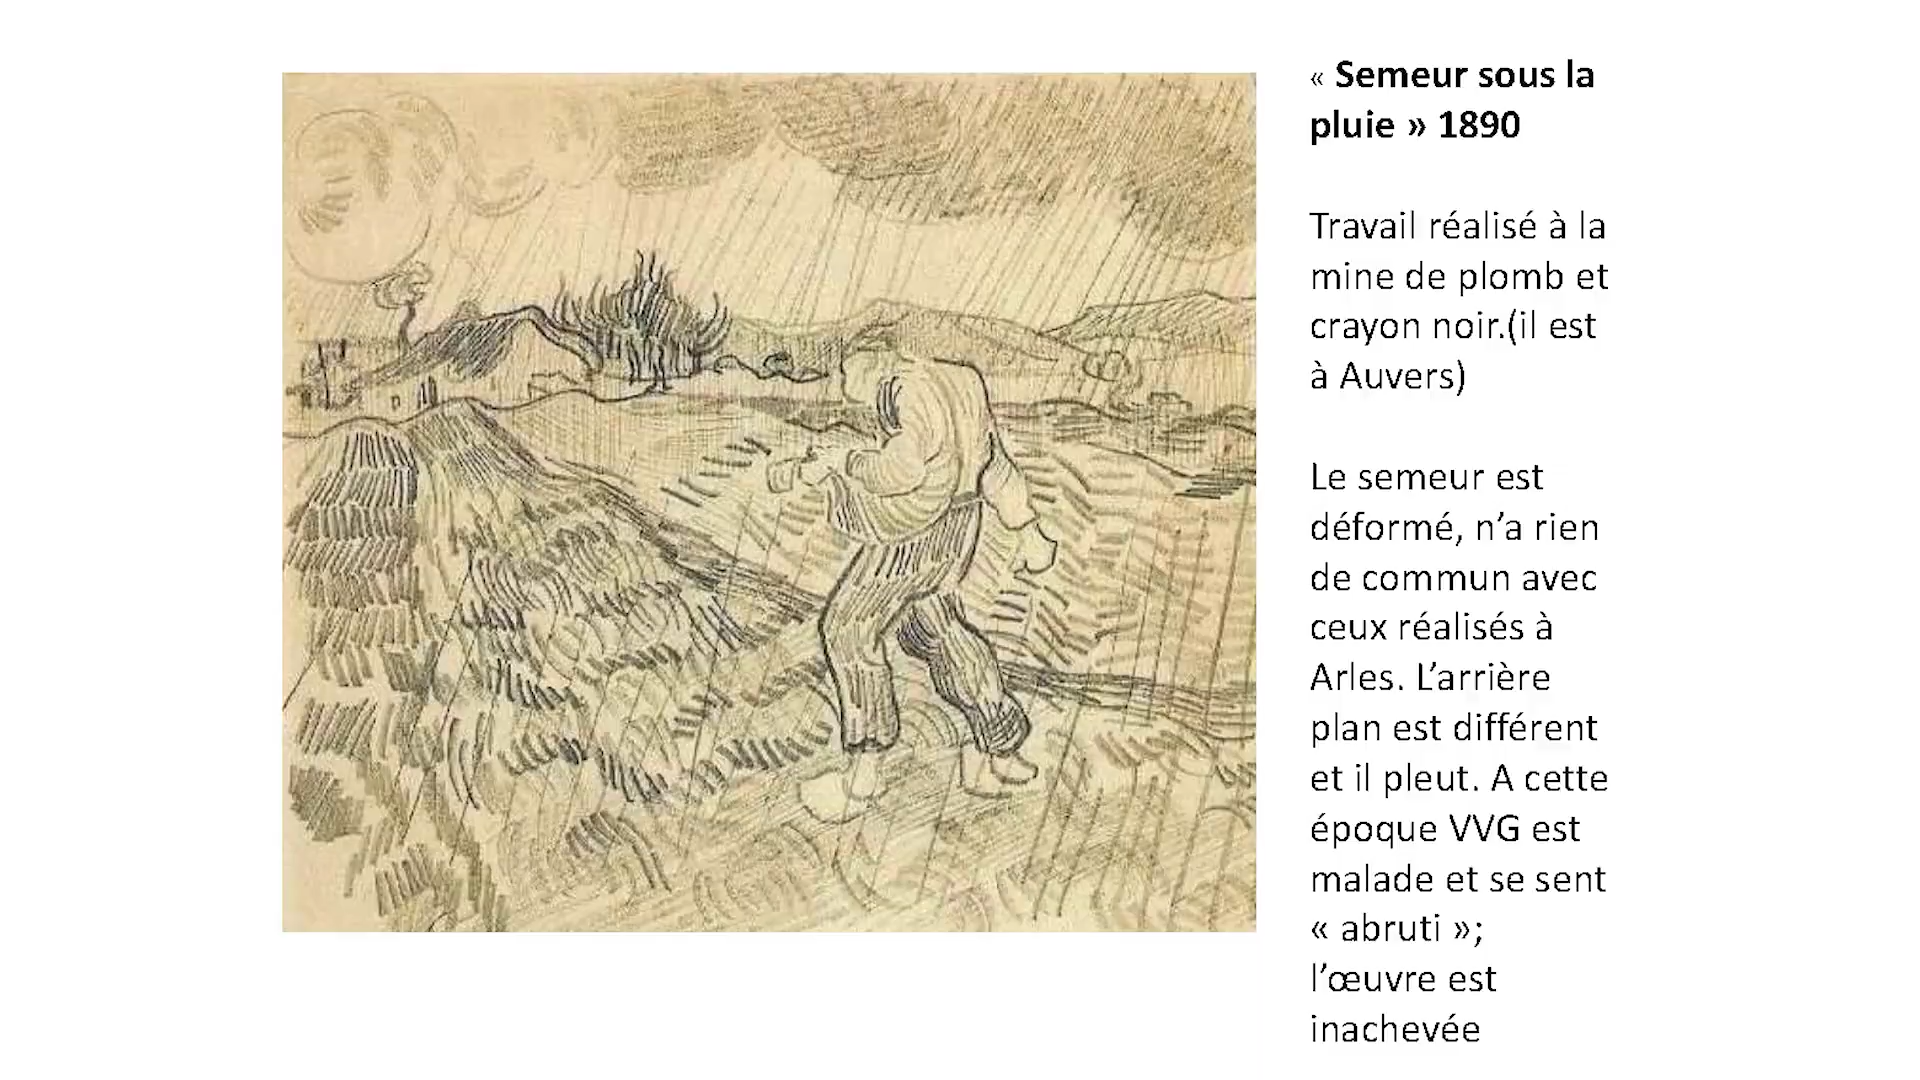 « Semeur sous la
pluie » 1890
Travail réalisé à la
mine de plomb et
crayon noir.(il est
à Auvers)
Le semeur est
déformé, n’a rien
de commun avec
ceux réalisés à
Arles. L’arrière
plan est différent
et il pleut. A cette
époque VVG est
malade et se sent
« abruti »;
l’œuvre est
inachevée